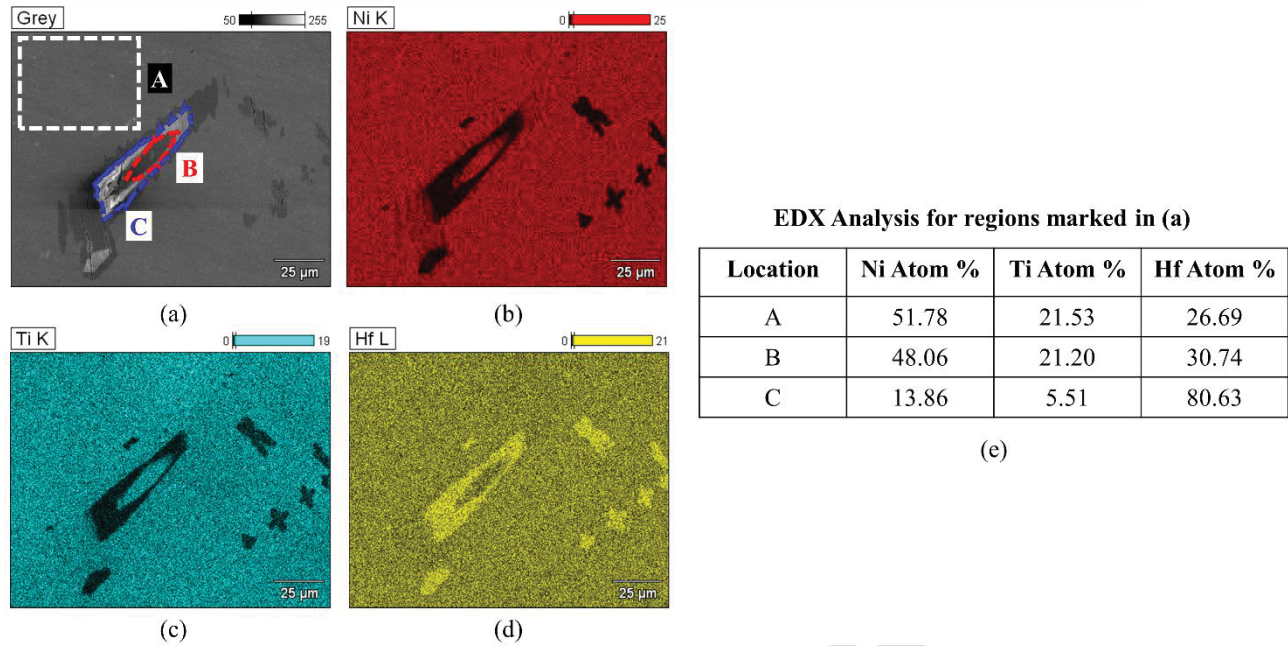 Grey 50 255
A
B
C
25 µm
(a)
Ni K 0 25
25 µm
(b)
Ti K 0 19
25 µm
(c)
Hf L 0 21
25 µm
(d)
EDX Analysis for regions marked in (a)
Location Ni Atom % Ti Atom % Hf Atom %
A 51.78 21.53 26.69
B 48.06 21.20 30.74
C 13.86 5.51 80.63
(e)